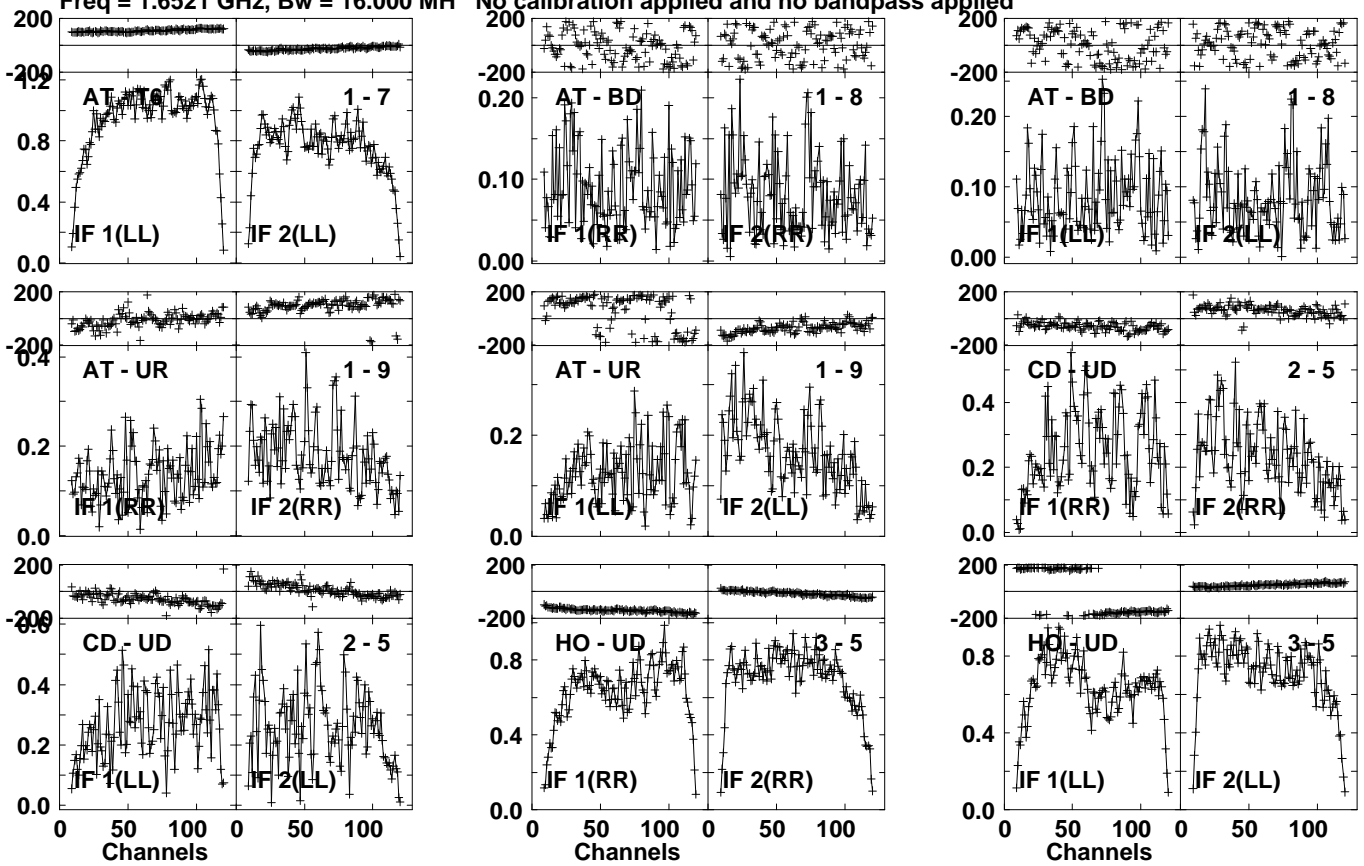 Freq = 1.6521 GHz, Bw = 16.000 MH No calibration applied and no bandpass applied
200
-200
1.2
0.8
0.4
0.0
AT - T6
1 - 7
IF 1(LL)
IF 2(LL)
200
-200
0.20
0.10
0.00
AT - BD
1 - 8
IF 1(RR)
IF 2(RR)
200
-200
0.20
0.10
0.00
AT - BD
1 - 8
IF 1(LL)
IF 2(LL)
200
-200
0.4
0.2
0.0
AT - UR
1 - 9
IF 1(RR)
IF 2(RR)
200
-200
0.2
0.0
AT - UR
1 - 9
IF 1(LL)
IF 2(LL)
200
-200
0.4
0.2
0.0
CD - UD
2 - 5
IF 1(RR)
IF 2(RR)
200
-200
0.6
0.4
0.2
0.0
CD - UD
2 - 5
IF 1(LL)
IF 2(LL)
0 50 100 0 50 100
Channels
200
-200
0.8
0.4
0.0
HO - UD
3 - 5
IF 1(RR)
IF 2(RR)
0 50 100 0 50 100
Channels
200
-200
0.8
0.4
0.0
HO - UD
3 - 5
IF 1(LL)
IF 2(LL)
0 50 100 0 50 100
Channels